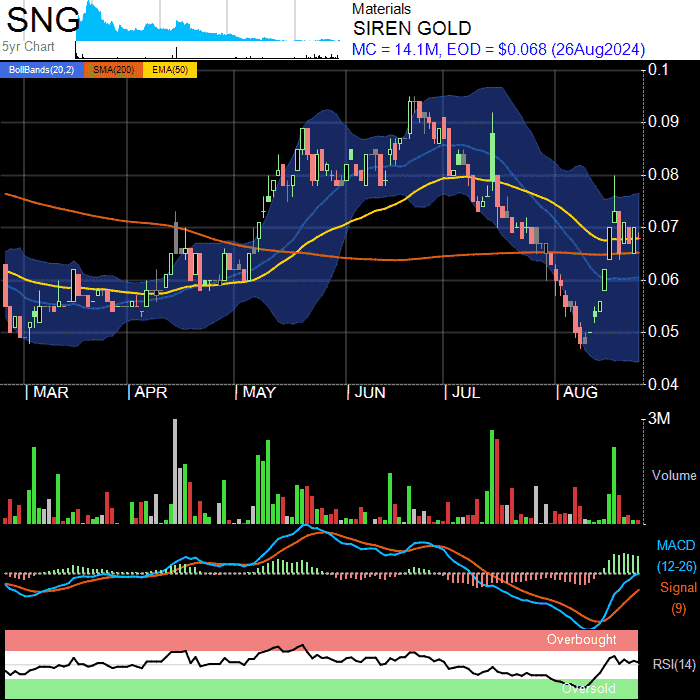 SNG
5yr Chart
Materials
SIREN GOLD
MC = 14.1M, EOD = $0.068 (26Aug2024)
BollBands(20,2) SMA(200) EMA(50)
0.1
0.09
0.08
0.07
0.06
0.05
0.04
MAR APR MAY JUN JUL AUG
3M
Volume
MACD
(12-26)
Signal
(9)
Overbought
RSI(14)
Oversold